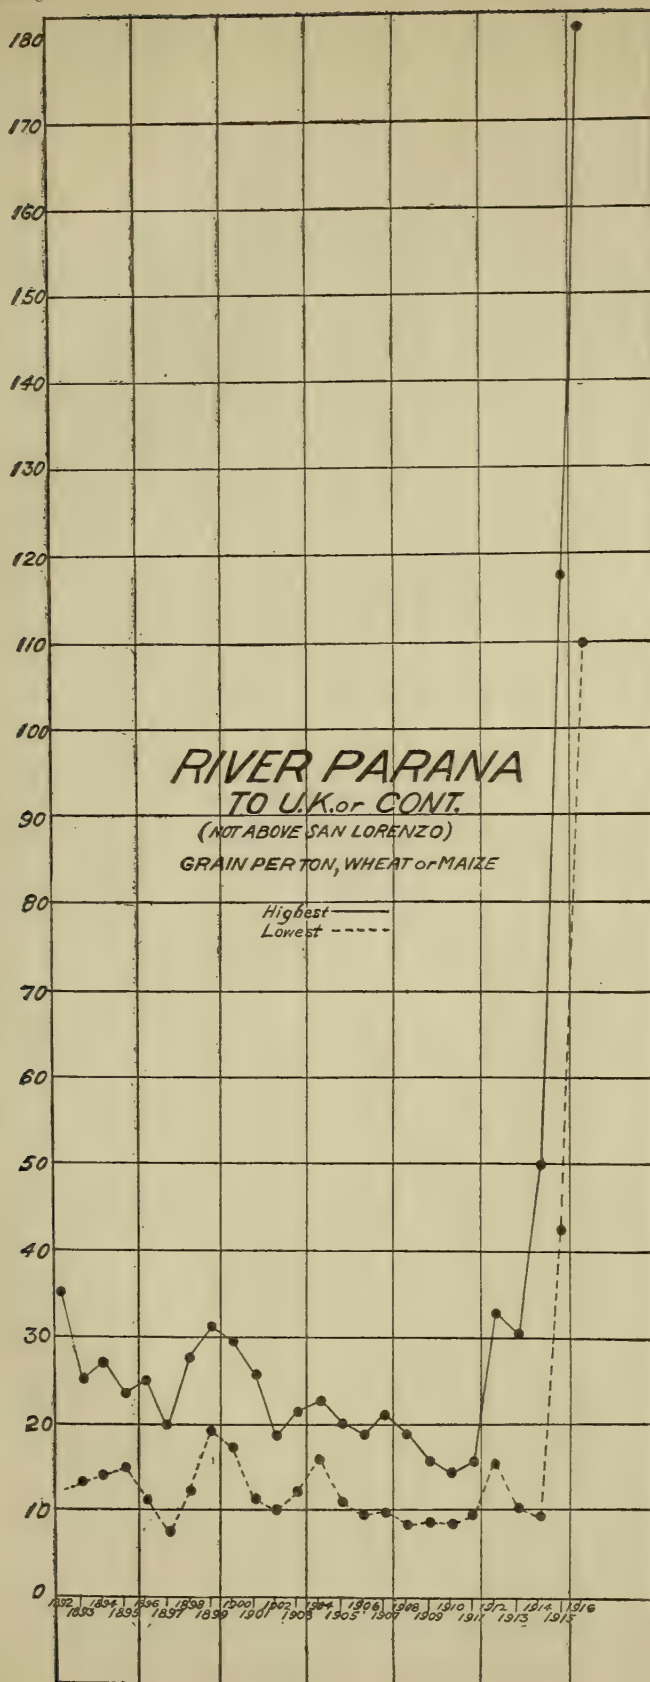 180
170
160
150
140
130
120
110
100
RIVER PARANA
TO U.K. or CONT.
90
(NOT ABOVE SAN LORENZO)
GRAIN PER TON, WHEAT or MAIZE
80
Highest
Lowest
70
60
50
40
30
20
10
0
1892 1894 1896 1898 1900 1902 1904 1906 1908 1910 1912 1914 1916
1893 1895 1897 1899 1901 1903 1905 1907 1909 1911 1913 1915